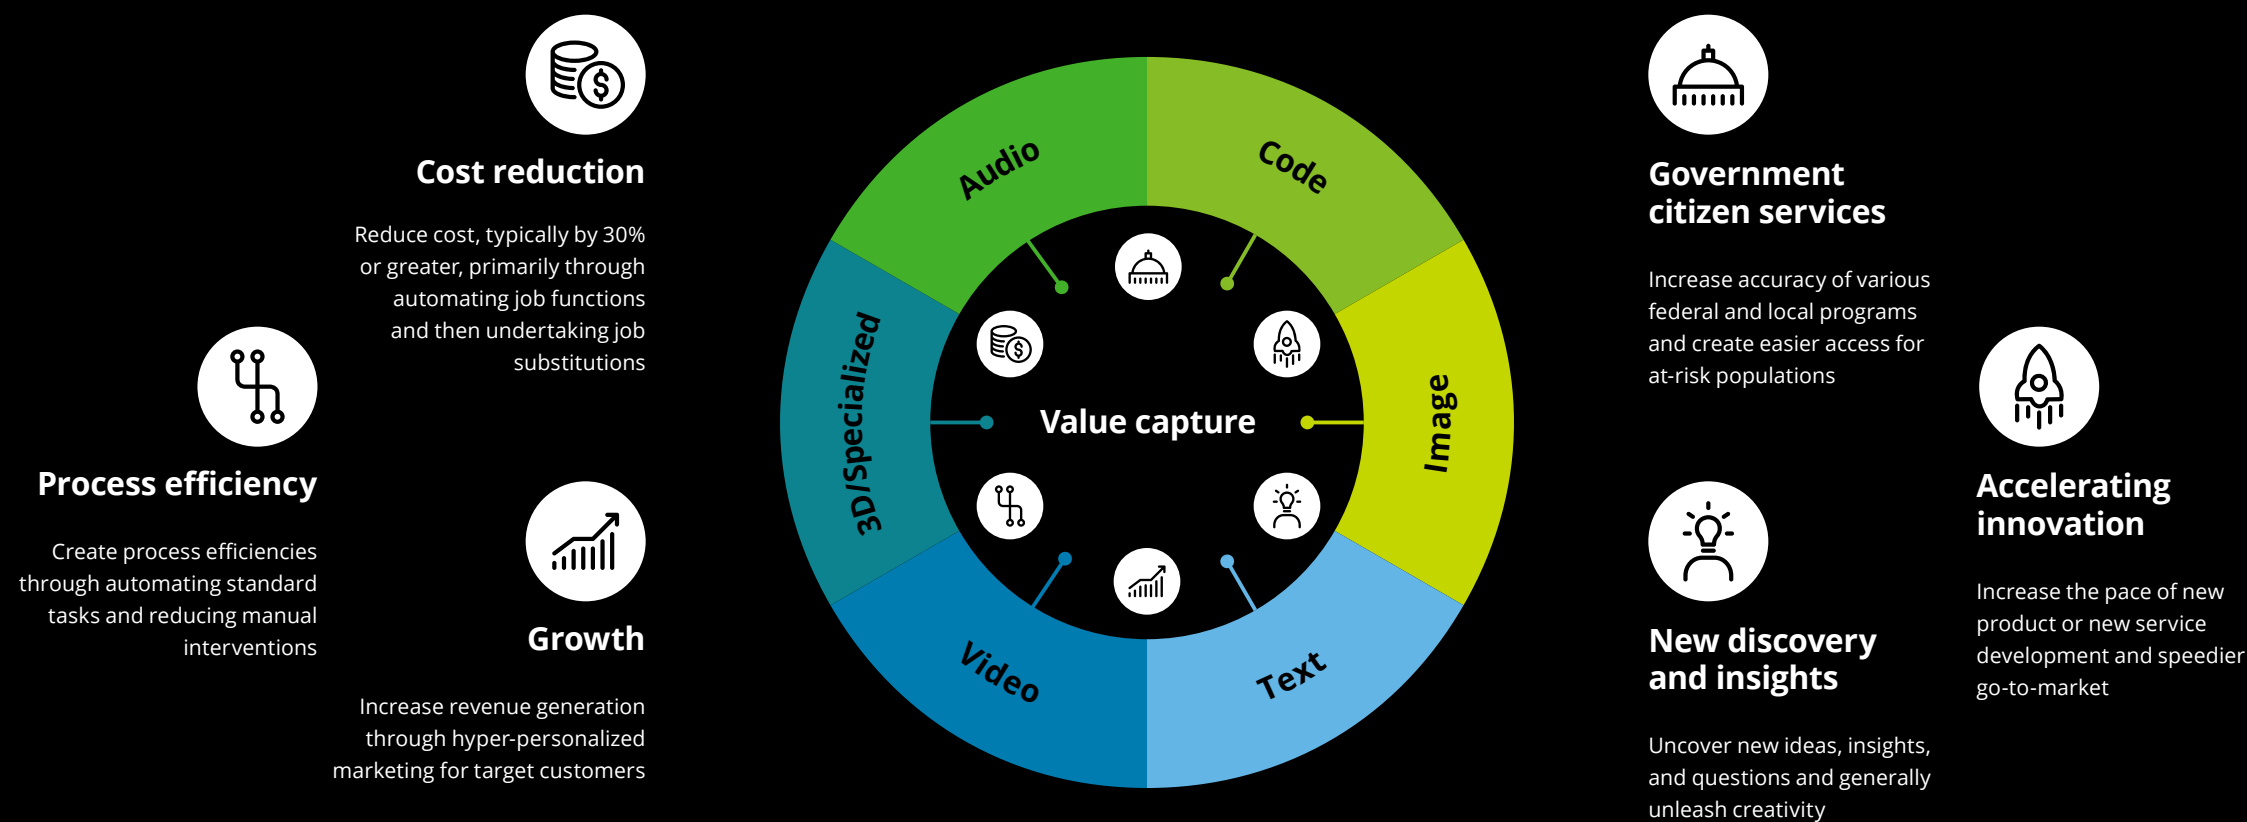 Cost reduction
Reduce cost, typically by 30%
or greater, primarily through
automating job functions
and then undertaking job
substitutions
Process efficiency
Create process efficiencies
through automating standard
tasks and reducing manual
interventions
Growth
Increase revenue generation
through hyper-personalized
marketing for target customers
Audio
Code
Image
Text
Video
3D/Specialized
Value capture
Government
citizen services
Increase accuracy of various
federal and local programs
and create easier access for
at-risk populations
Accelerating
innovation
Increase the pace of new
product or new service
development and speedier
go-to-market
New discovery
and insights
Uncover new ideas, insights,
and questions and generally
unleash creativity